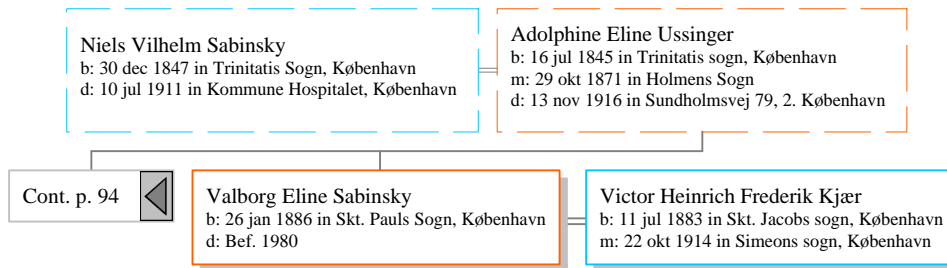 Niels Vilhelm Sabinsky
b: 30 dec 1847 in Trinitatis Sogn, København
d: 10 jul 1911 in Kommune Hospitalet, København
Adolphine Eline Ussinger
b: 16 jul 1845 in Trinitatis sogn, København
m: 29 okt 1871 in Holmens Sogn
d: 13 nov 1916 in Sundholmsvej 79, 2. København
Cont. p. 94
Valborg Eline Sabinsky
b: 26 jan 1886 in Skt. Pauls Sogn, København
d: Bef. 1980
Victor Heinrich Frederik Kjær
b: 11 jul 1883 in Skt. Jacobs sogn, København
m: 22 okt 1914 in Simeons sogn, København